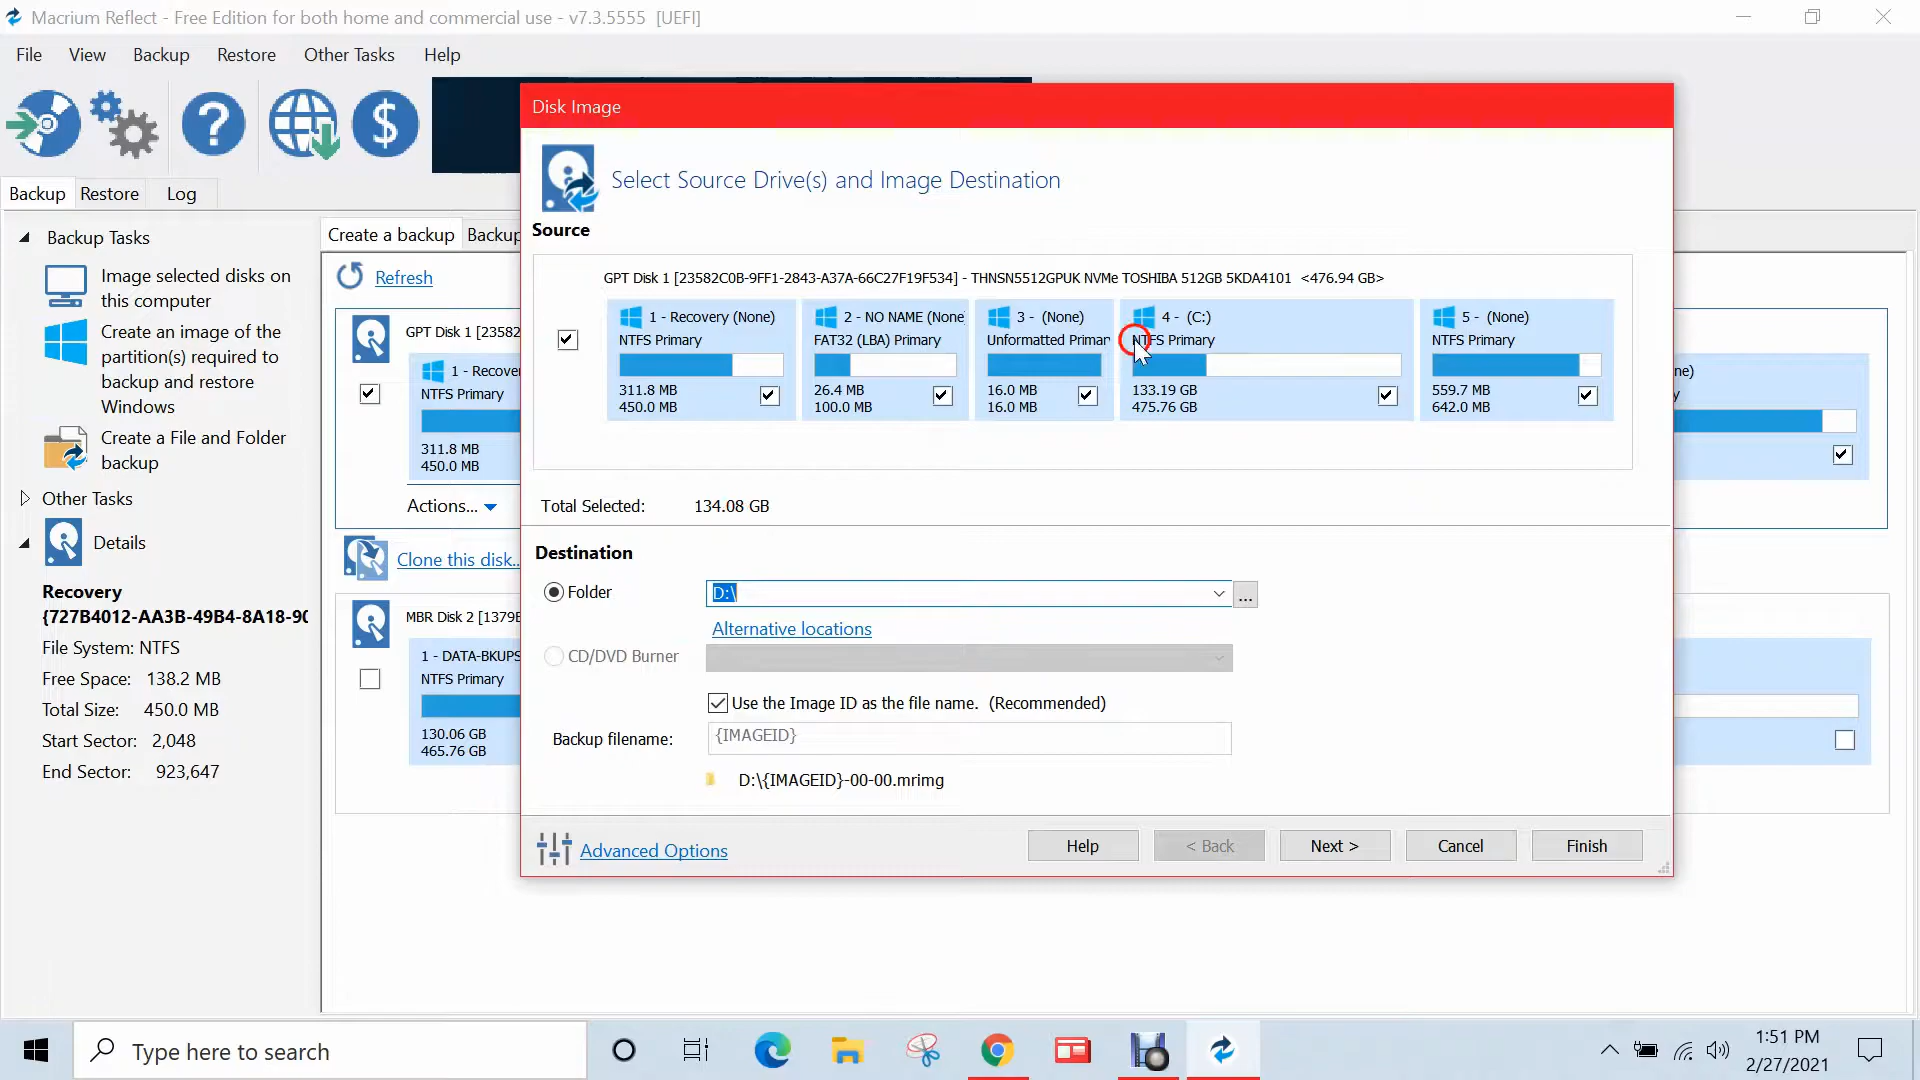 Macrium Reflect - Free Edition for both home and commercial use - v7.3.5555 [UEFI]
File View Backup Restore Other Tasks Help
Backup Restore Log
Backup Tasks
Image selected disks on
this computer
Create an image of the
partition(s) required to
backup and restore
Windows
Create a File and Folder
backup
Other Tasks
Details
Recovery
{727B4012-AA3B-49B4-8A18-90
File System: NTFS
Free Space: 138.2 MB
Total Size: 450.0 MB
Start Sector: 2,048
End Sector: 923,647
Create a backup Backup
Refresh
GPT Disk 1 [23582
1 - Recover
NTFS Primary
311.8 MB
450.0 MB
Actions...
Clone this disk...
MBR Disk 2 [1379E
1 - DATA-BKUPS
NTFS Primary
130.06 GB
465.76 GB
ne)
y
Disk Image
Select Source Drive(s) and Image Destination
Source
GPT Disk 1 [23582C0B-9FF1-2843-A37A-66C27F19F534] - THNSN5512GPUK NVMe TOSHIBA 512GB 5KDA4101 <476.94 GB>
1 - Recovery (None)
NTFS Primary
311.8 MB
450.0 MB
2 - NO NAME (None
FAT32 (LBA) Primary
26.4 MB
100.0 MB
3 - (None)
Unformatted Primar
16.0 MB
16.0 MB
4 - (C:)
NTFS Primary
133.19 GB
475.76 GB
5 - (None)
NTFS Primary
559.7 MB
642.0 MB
Total Selected: 134.08 GB
Destination
Folder D:\ ...
Alternative locations
CD/DVD Burner
Use the Image ID as the file name. (Recommended)
Backup filename: {IMAGEID}
D:\{IMAGEID}-00-00.mrimg
Advanced Options Help < Back Next > Cancel Finish
Type here to search
1:51 PM
2/27/2021